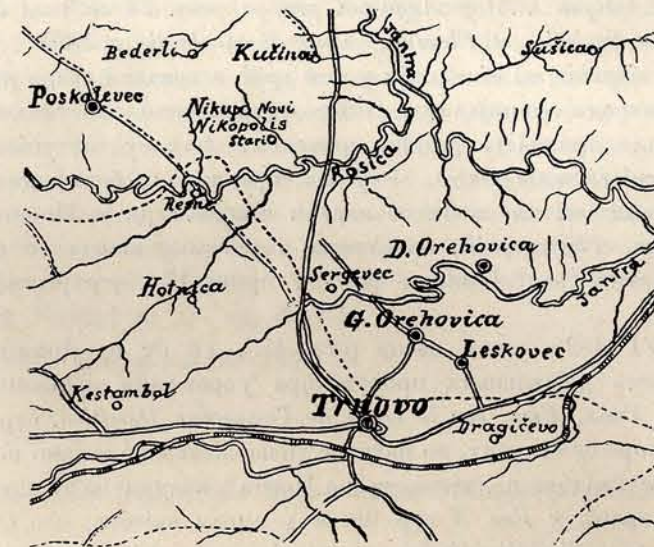 Bederli
Kučina
Jantra
Sušica
Poskalevec
Nikup Novi
Nikopolis
Stari
Rosica
Resne
D. Orehovica
Hotnica
Sergevec
Jantra
G. Orehovica
Leskovec
Kestambol
Trnovo
Dragičevo